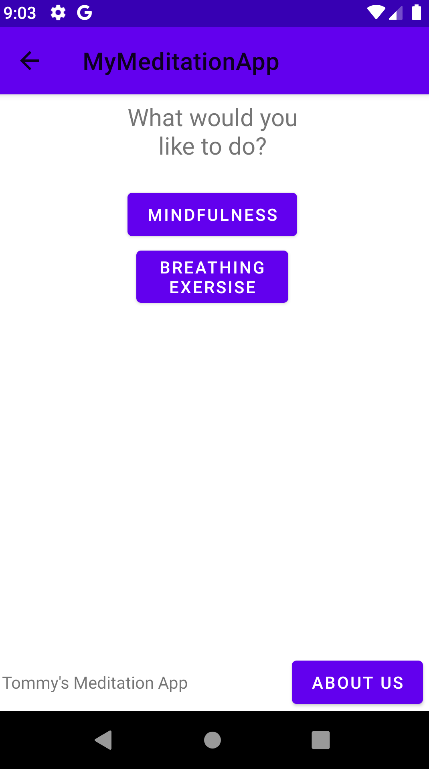 9:03
MyMeditationApp
What would you
like to do?
MINDFULNESS
BREATHING
EXERSISE
Tommy's Meditation App
ABOUT US